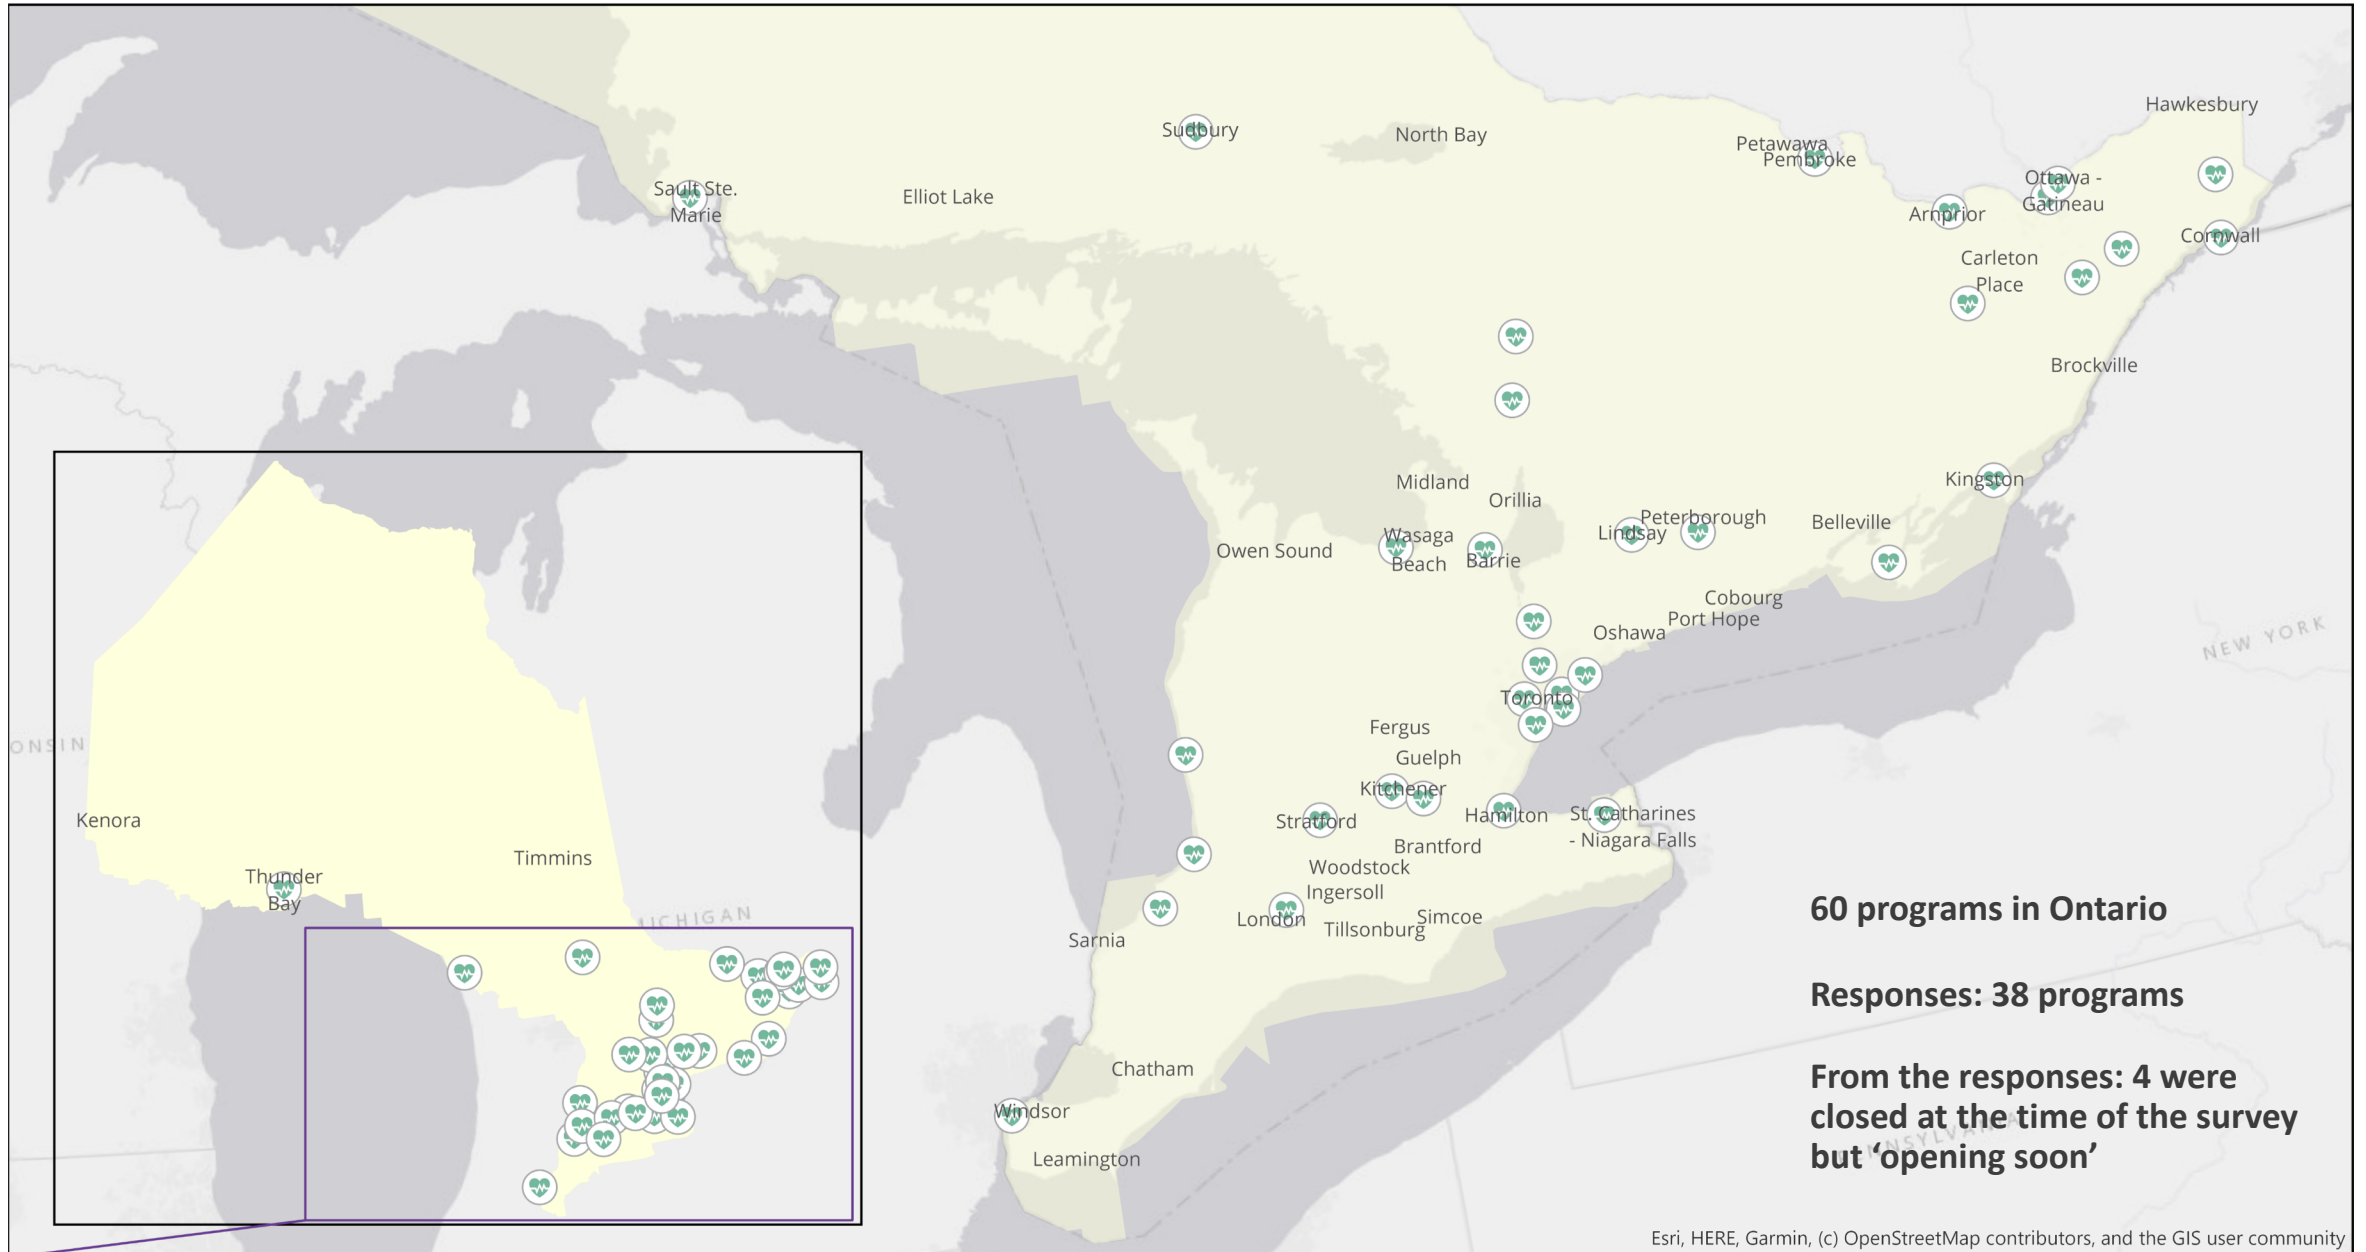 Hawkesbury
Sudbury
North Bay
Petawawa
Pembroke
Sault Ste.
Marie
Elliot Lake
Ottawa -
Gatineau
Arnprior
Cornwall
Carleton
Place
Brockville
Kingston
Midland
Orillia
Peterborough
Lindsay
Belleville
Wasaga
Beach
Barrie
Owen Sound
Cobourg
Port Hope
Oshawa
NEW YORK
Toronto
Fergus
Guelph
Kitchener
Stratford
Hamilton
St. Catharines
- Niagara Falls
Brantford
Woodstock
Ingersoll
London
Tillsonburg
Simcoe
Sarnia
Chatham
Windsor
Leamington
ONSIN
Kenora
Timmins
Thunder
Bay
MICHIGAN
60 programs in Ontario
Responses: 38 programs
From the responses: 4 were
closed at the time of the survey
but ‘opening soon’
PENNSYLVANIA
Esri, HERE, Garmin, (c) OpenStreetMap contributors, and the GIS user community